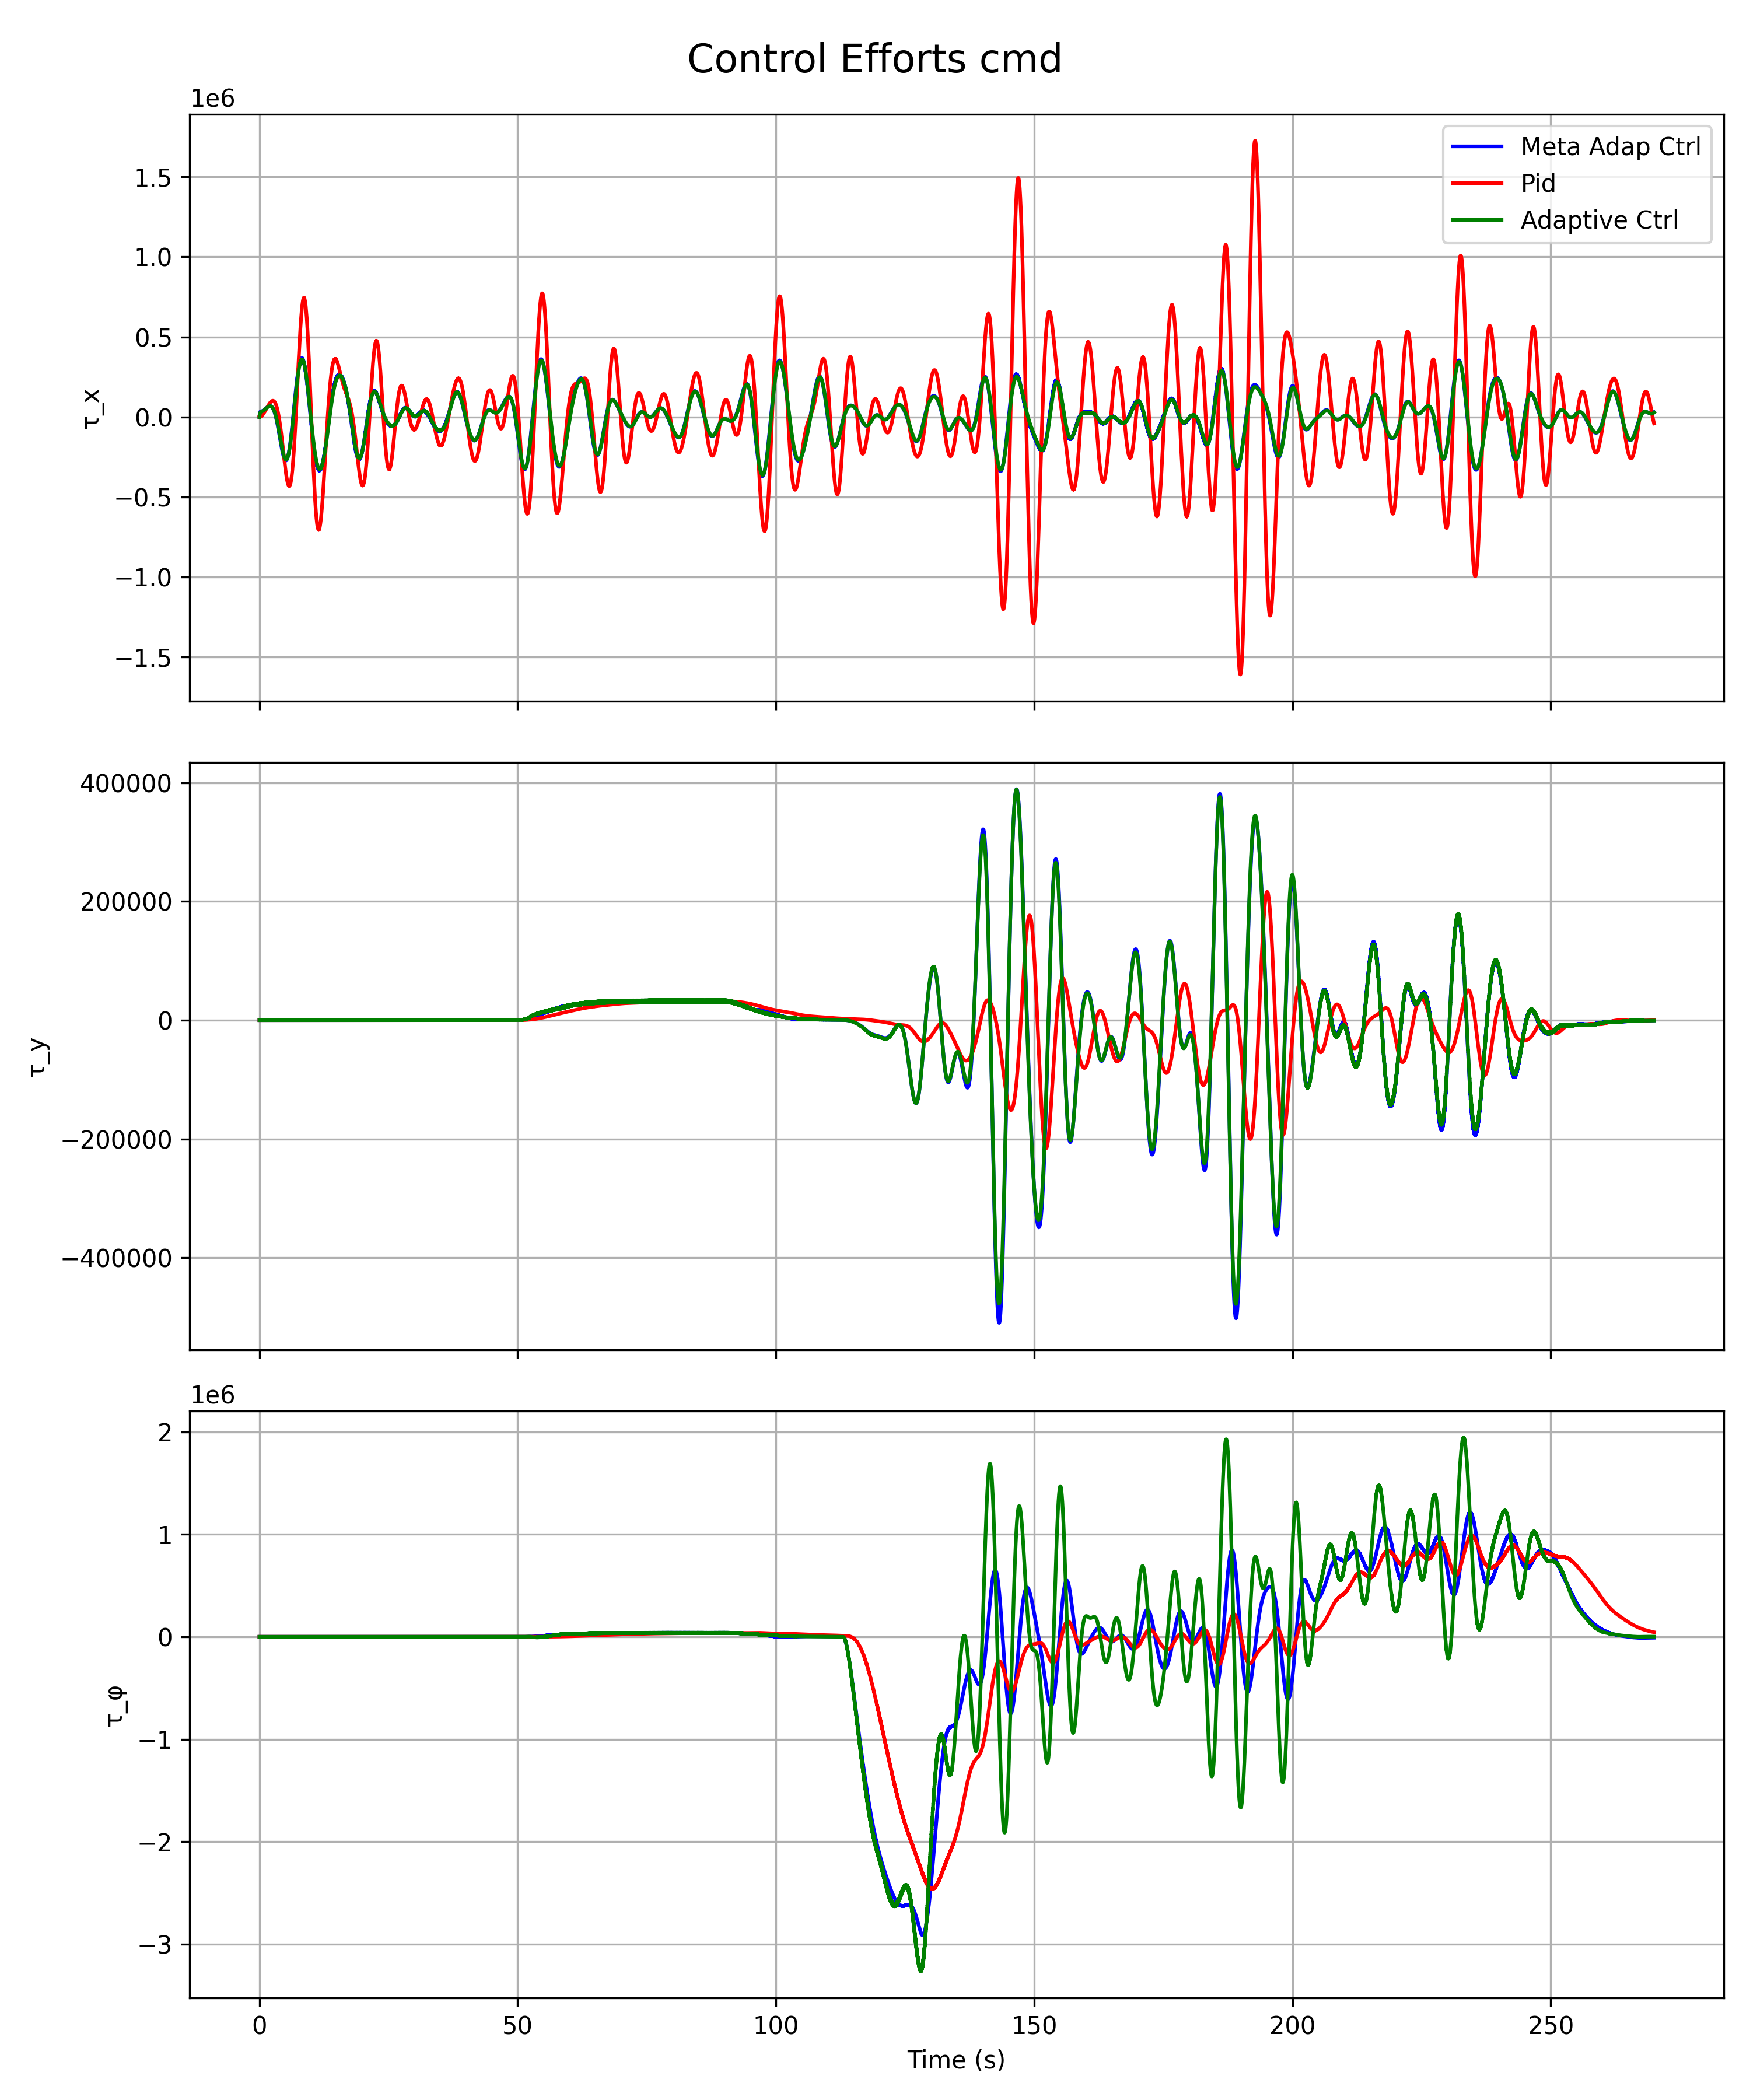 Control Efforts cmd
1e6
1.5
1.0
0.5
0.0
−0.5
−1.0
−1.5
τ_x
Meta Adap Ctrl
Pid
Adaptive Ctrl
400000
200000
0
−200000
−400000
τ_y
1e6
2
1
0
−1
−2
−3
τ_φ
0 50 100 150 200 250
Time (s)